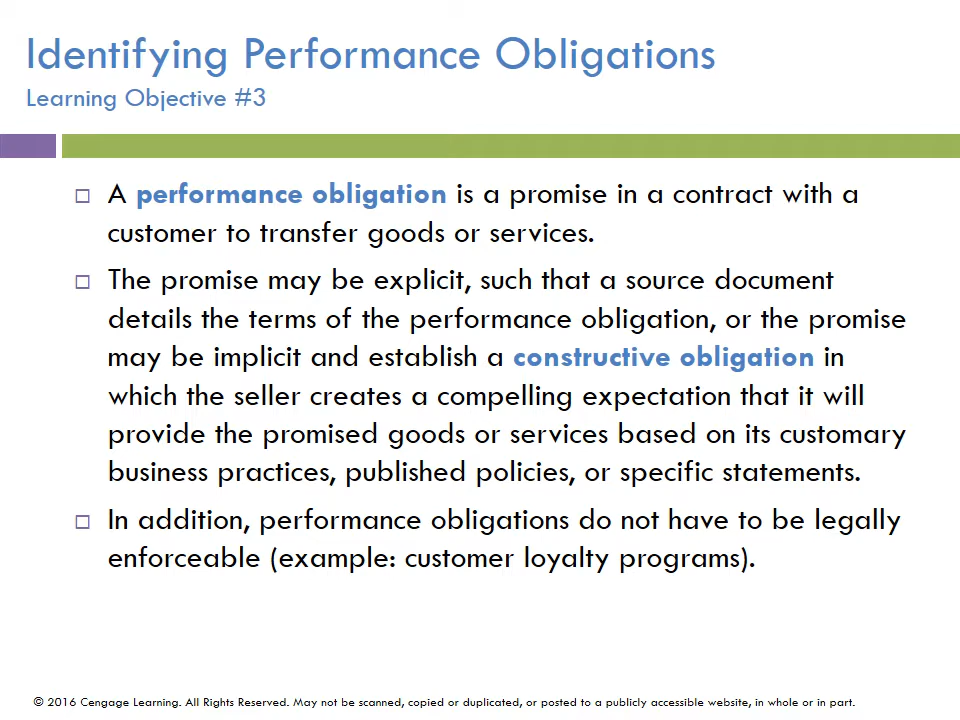 Identifying Performance Obligations
Learning Objective #3
A performance obligation is a promise in a contract with a
customer to transfer goods or services.
The promise may be explicit, such that a source document
details the terms of the performance obligation, or the promise
may be implicit and establish a constructive obligation in
which the seller creates a compelling expectation that it will
provide the promised goods or services based on its customary
business practices, published policies, or specific statements.
In addition, performance obligations do not have to be legally
enforceable (example: customer loyalty programs).
© 2016 Cengage Learning. All Rights Reserved. May not be scanned, copied or duplicated, or posted to a publicly accessible website, in whole or in part.